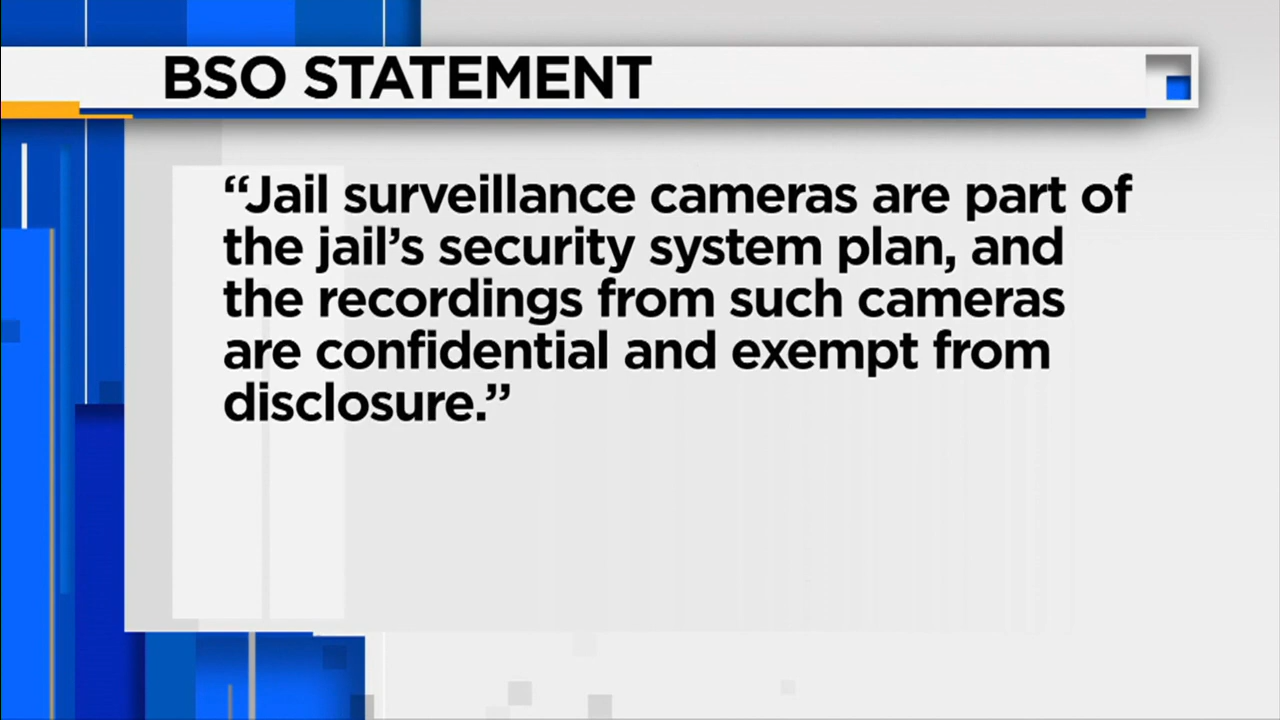 BSO STATEMENT
“Jail surveillance cameras are part of
the jail’s security system plan, and
the recordings from such cameras
are confidential and exempt from
disclosure.”